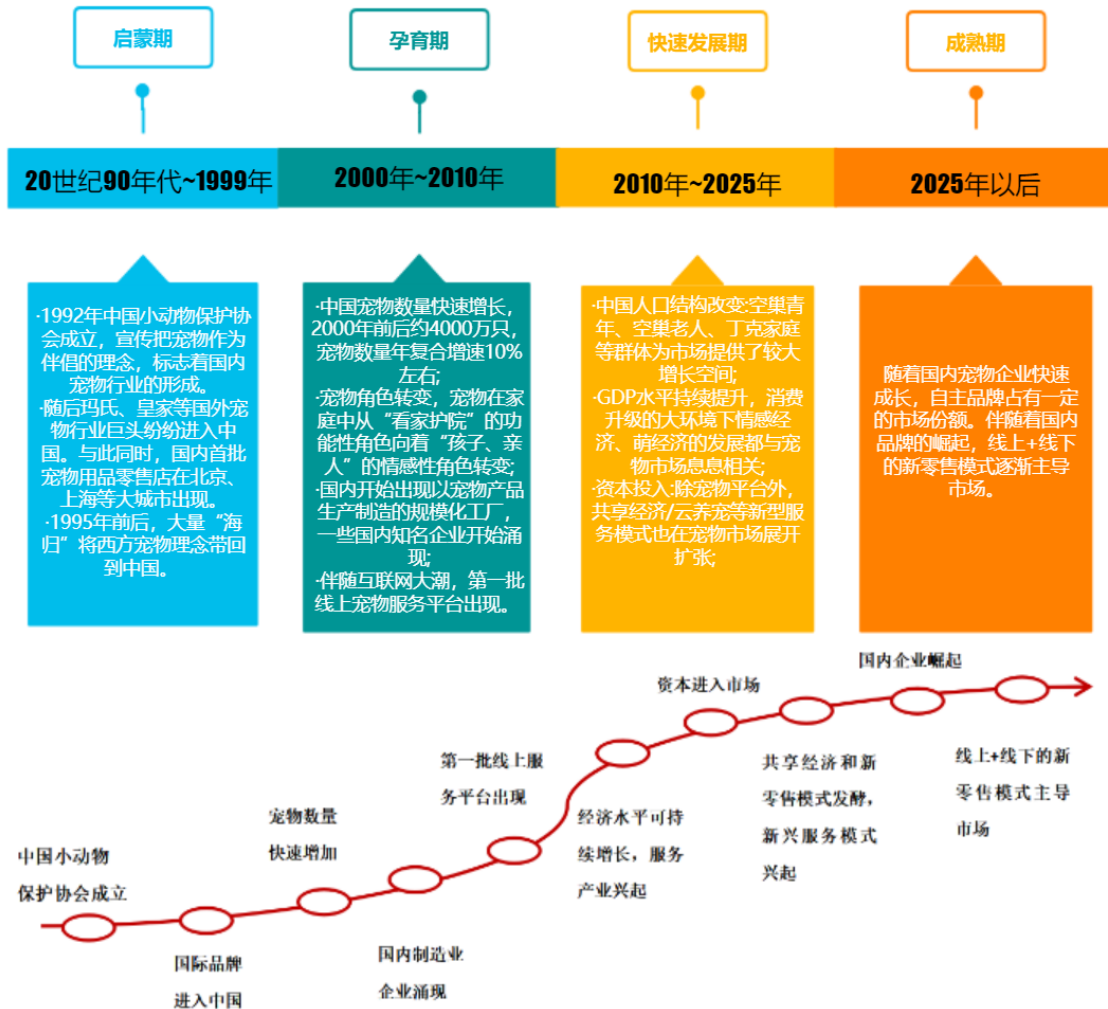 启蒙期
孕育期
快速发展期
成熟期
20世纪90年代~1999年
2000年~2010年
2010年~2025年
2025年以后
·1992年中国小动物保护协
会成立，宣传把宠物作为
伴倡的理念，标志着国内
宠物行业的形成。
·随后玛氏、皇家等国外宠
物行业巨头纷纷进入中
国。与此同时，国内首批
宠物用品零售店在北京、
上海等大城市出现。
·1995年前后，大量“海
归”将西方宠物理念带回
到中国。
·中国宠物数量快速增长，
2000年前后约4000万只，
宠物数量年复合增速10%
左右;
·宠物角色转变，宠物在家
庭中从“看家护院”的功
能性角色向着“孩子、亲
人”的情感性角色转变;
·国内开始出现以宠物产品
生产制造的规模化工厂，
一些国内知名企业开始涌
现;
·伴随互联网大潮，第一批
线上宠物服务平台出现。
·中国人口结构改变:空巢青
年、空巢老人、丁克家庭
等群体为市场提供了较大
增长空间;
·GDP水平持续提升，消费
升级的大环境下情感经
济、萌经济的发展都与宠
物市场息息相关;
·资本投入:除宠物平台外，
共享经济/云养宠等新型服
务模式也在宠物市场展开
扩张;
随着国内宠物企业快速
成长，自主品牌占有一定
的市场份额。伴随着国内
品牌的崛起，线上+线下
的新零售模式逐渐主导
市场。
中国小动物
保护协会成立
国际品牌
进入中国
宠物数量
快速增加
国内制造业
企业涌现
第一批线上服
务平台出现
经济水平可持
续增长，服务
产业兴起
资本进入市场
共享经济和新
零售模式发酵，
新兴服务模式
兴起
国内企业崛起
线上+线下的新
零售模式主导
市场